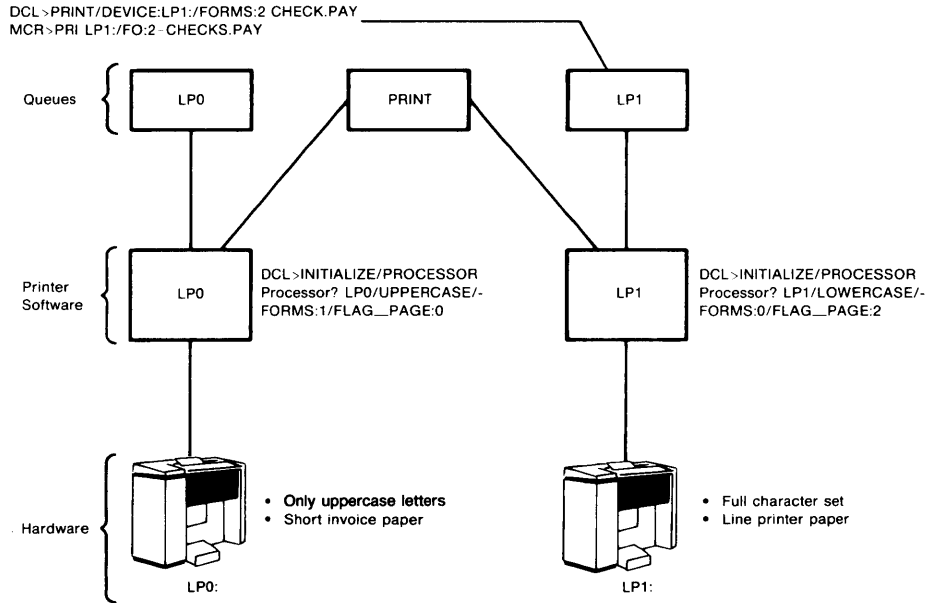 DCL>PRINT/DEVICE:LP1:/FORMS:2 CHECK.PAY
MCR>PRI LP1:/FO:2-CHECKS.PAY
Queues
LP0
PRINT
LP1
Printer
Software
LP0
DCL>INITIALIZE/PROCESSOR
Processor? LP0/UPPERCASE/-
FORMS:1/FLAG__PAGE:0
LP1
DCL>INITIALIZE/PROCESSOR
Processor? LP1/LOWERCASE/-
FORMS:0/FLAG__PAGE:2
Hardware
• Only uppercase letters
• Short invoice paper
LP0:
• Full character set
• Line printer paper
LP1: